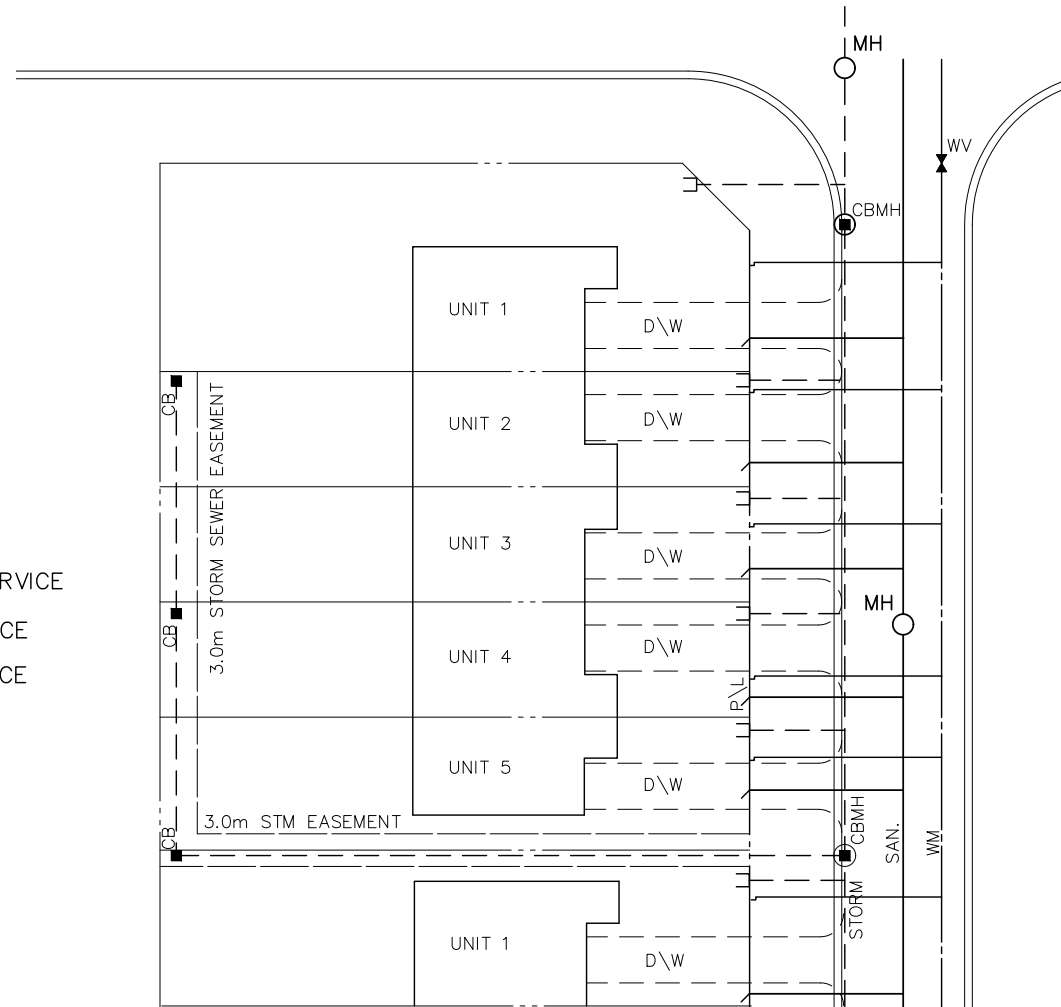 MH
WV
CBMH
UNIT 1
D\W
CB
3.0m STORM SEWER EASEMENT
UNIT 2
D\W
UNIT 3
D\W
RVICE
MH
CE
CB
UNIT 4
D\W
CE
P\L
UNIT 5
D\W
3.0m STM EASEMENT
CB
CBMH
SAN.
WM
STORM
UNIT 1
D\W